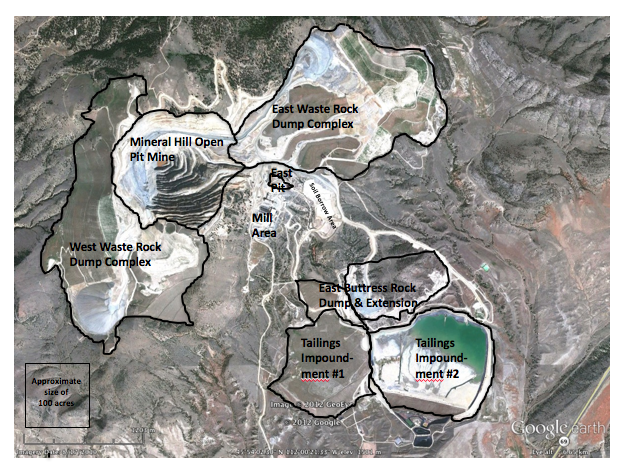 East Waste Rock
Dump Complex
Mineral Hill Open
Pit Mine
East
Pit
Soil Borrow Area
Mill
Area
West Waste Rock
Dump Complex
East Buttress Rock
Dump & Extension
Tailings
Impound-
ment #1
Tailings
Impound-
ment #2
Approximate
size of
100 acres
Image © 2012 GeoEye
© 2012 Google
Google earth
Imagery Date: